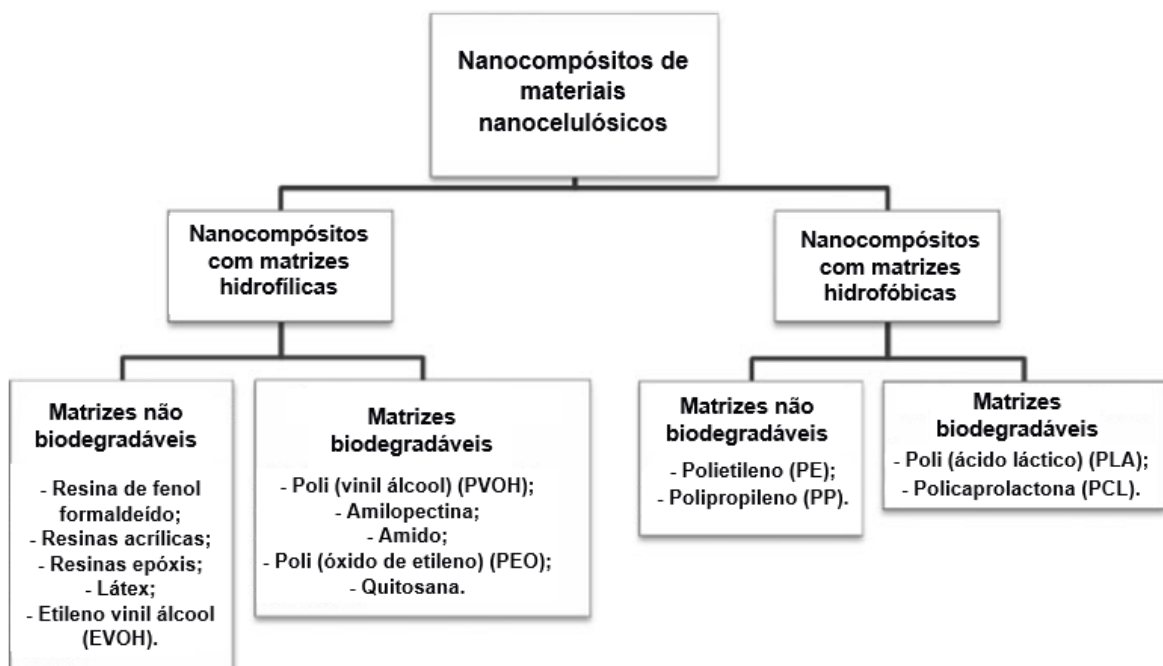 Nanocompósitos de
materiais
nanocelulósicos
Nanocompósitos
com matrizes
hidrofílicas
Nanocompósitos
com matrizes
hidrofóbicas
Matrizes não
biodegradáveis
- Resina de fenol
formaldeído;
- Resinas acrílicas;
- Resinas epóxis;
- Látex;
- Etileno vinil álcool
(EVOH).
Matrizes
biodegradáveis
- Poli (vinil álcool) (PVOH);
- Amilopectina;
- Amido;
- Poli (óxido de etileno) (PEO);
- Quitosana.
Matrizes não
biodegradáveis
- Polietileno (PE);
- Polipropileno (PP).
Matrizes
biodegradáveis
- Poli (ácido láctico) (PLA);
- Policaprolactona (PCL).